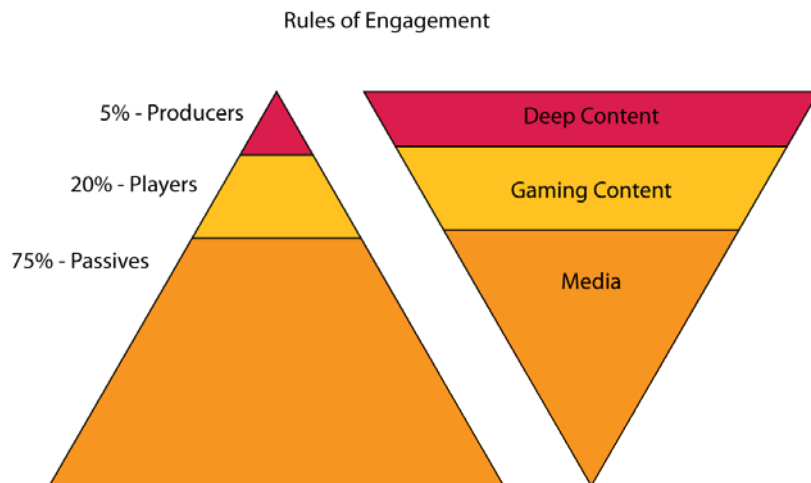 Rules of Engagement
5% - Producers
Deep Content
20% - Players
Gaming Content
75% - Passives
Media